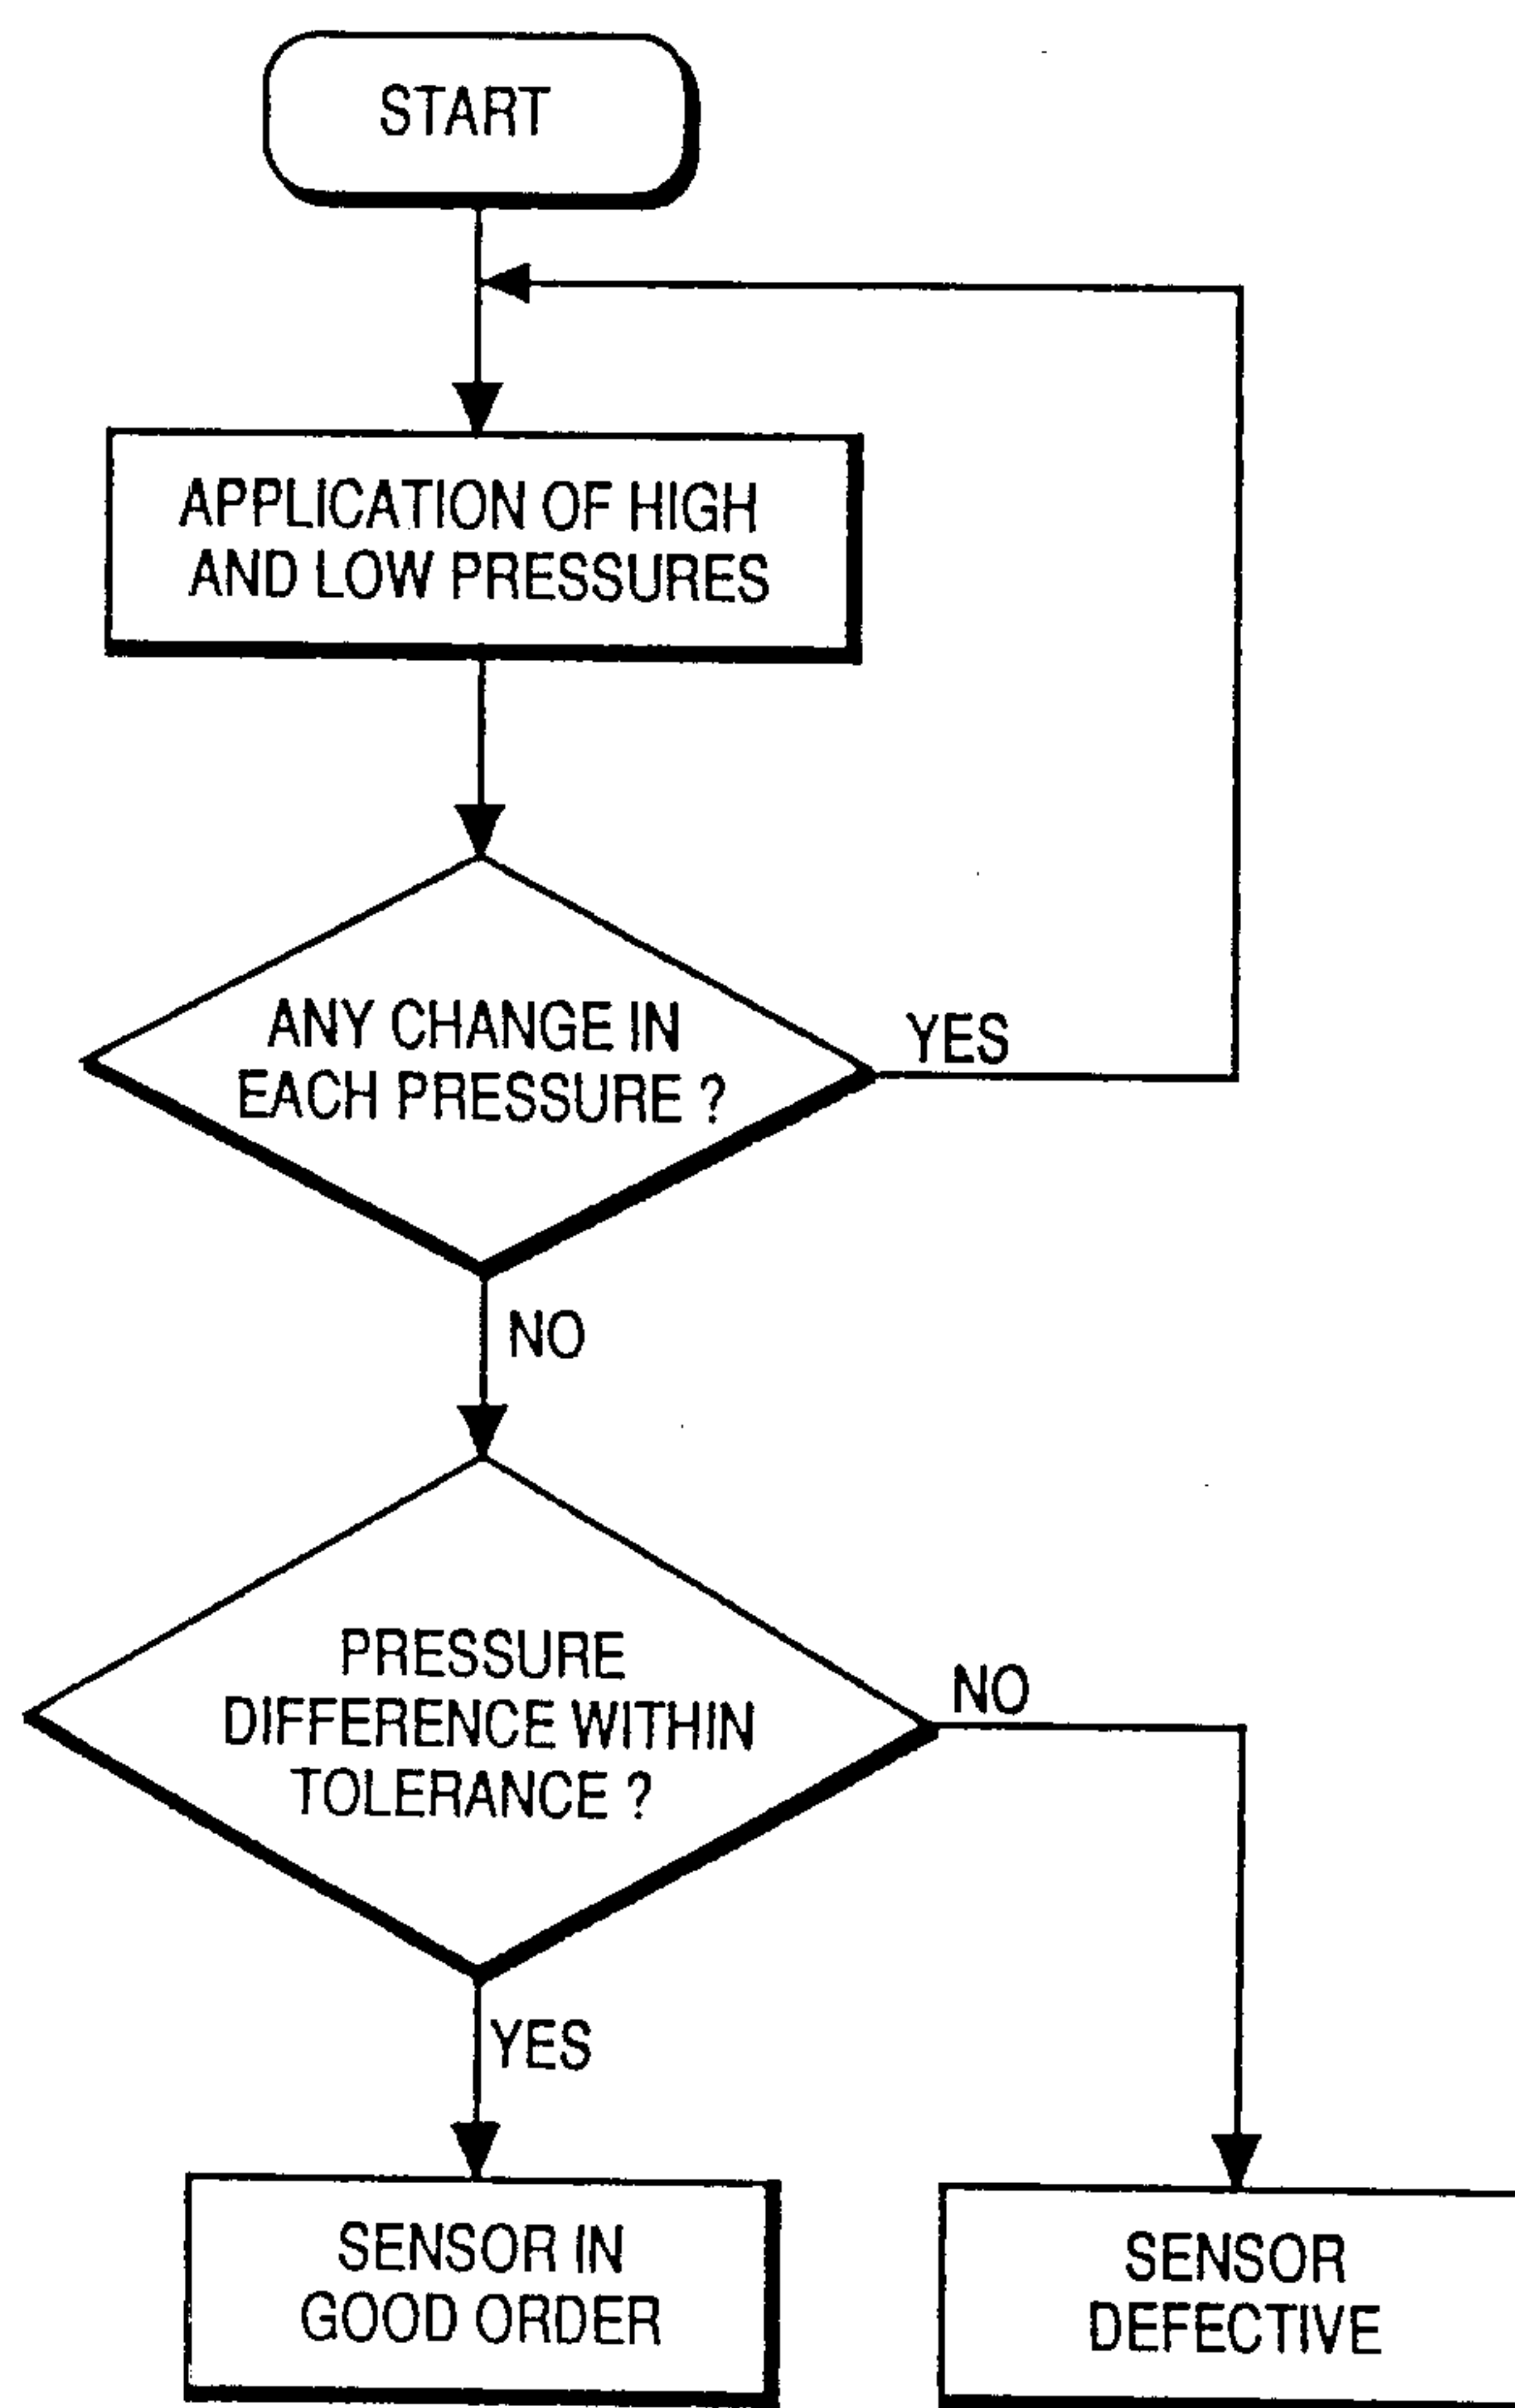 START
APPLICATION OF HIGH
AND LOW PRESSURES
ANY CHANGE IN
EACH PRESSURE ?
YES
NO
PRESSURE
DIFFERENCE WITHIN
TOLERANCE ?
NO
YES
SENSOR IN
GOOD ORDER
SENSOR
DEFECTIVE